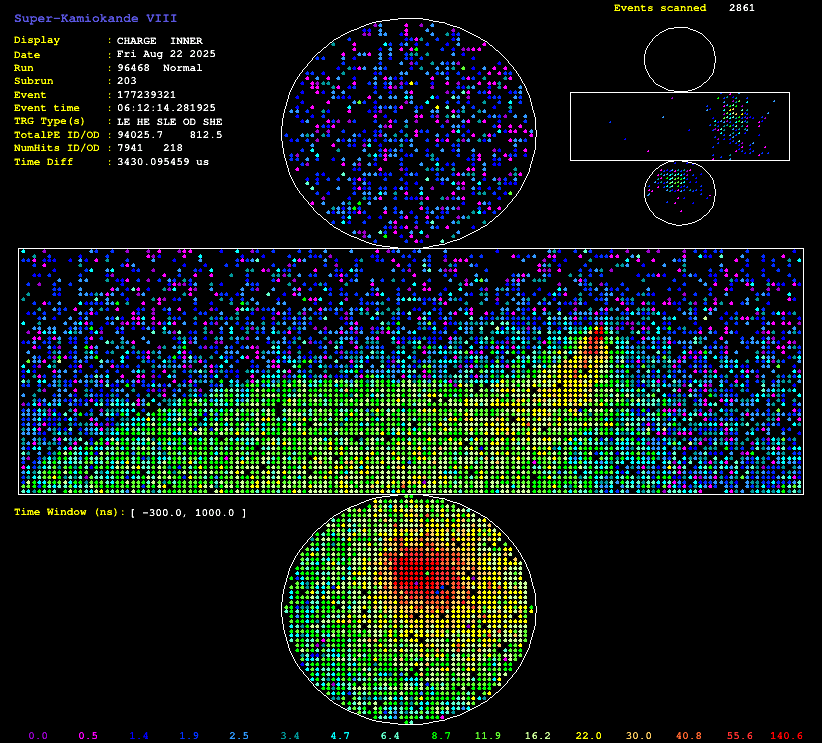 Super-Kamiokande VIII
Events scanned 2861
Display : CHARGE INNER
Date : Fri Aug 22 2025
Run : 96468 Normal
Subrun : 203
Event : 177239321
Event time : 06:12:14.281925
TRG Type(s) : LE HE SLE OD SHE
TotalPE ID/OD : 94025.7 812.5
NumHits ID/OD : 7941 218
Time Diff : 3430.095459 us
Time Window (ns): [ -300.0, 1000.0 ]
0.0 0.5 1.4 1.9 2.5 3.4 4.7 6.4 8.7 11.9 16.2 22.0 30.0 40.8 55.6 140.6